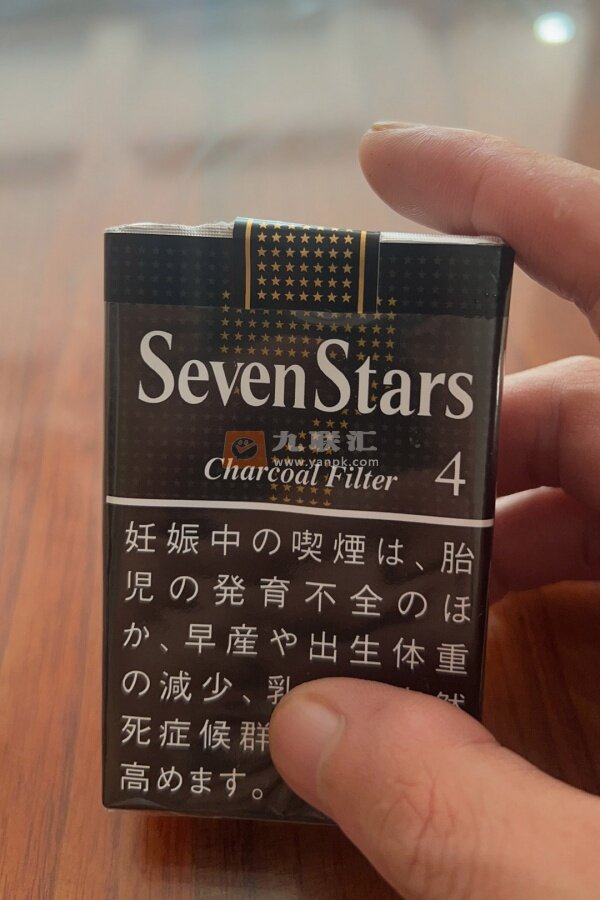 Seven Stars
九联汇
www.yanpk.com
Charcoal Filter 4
妊娠中の喫煙は、胎
児の発育不全のほ
か、早産や出生体重
の減少、乳
死症候群
高めます。